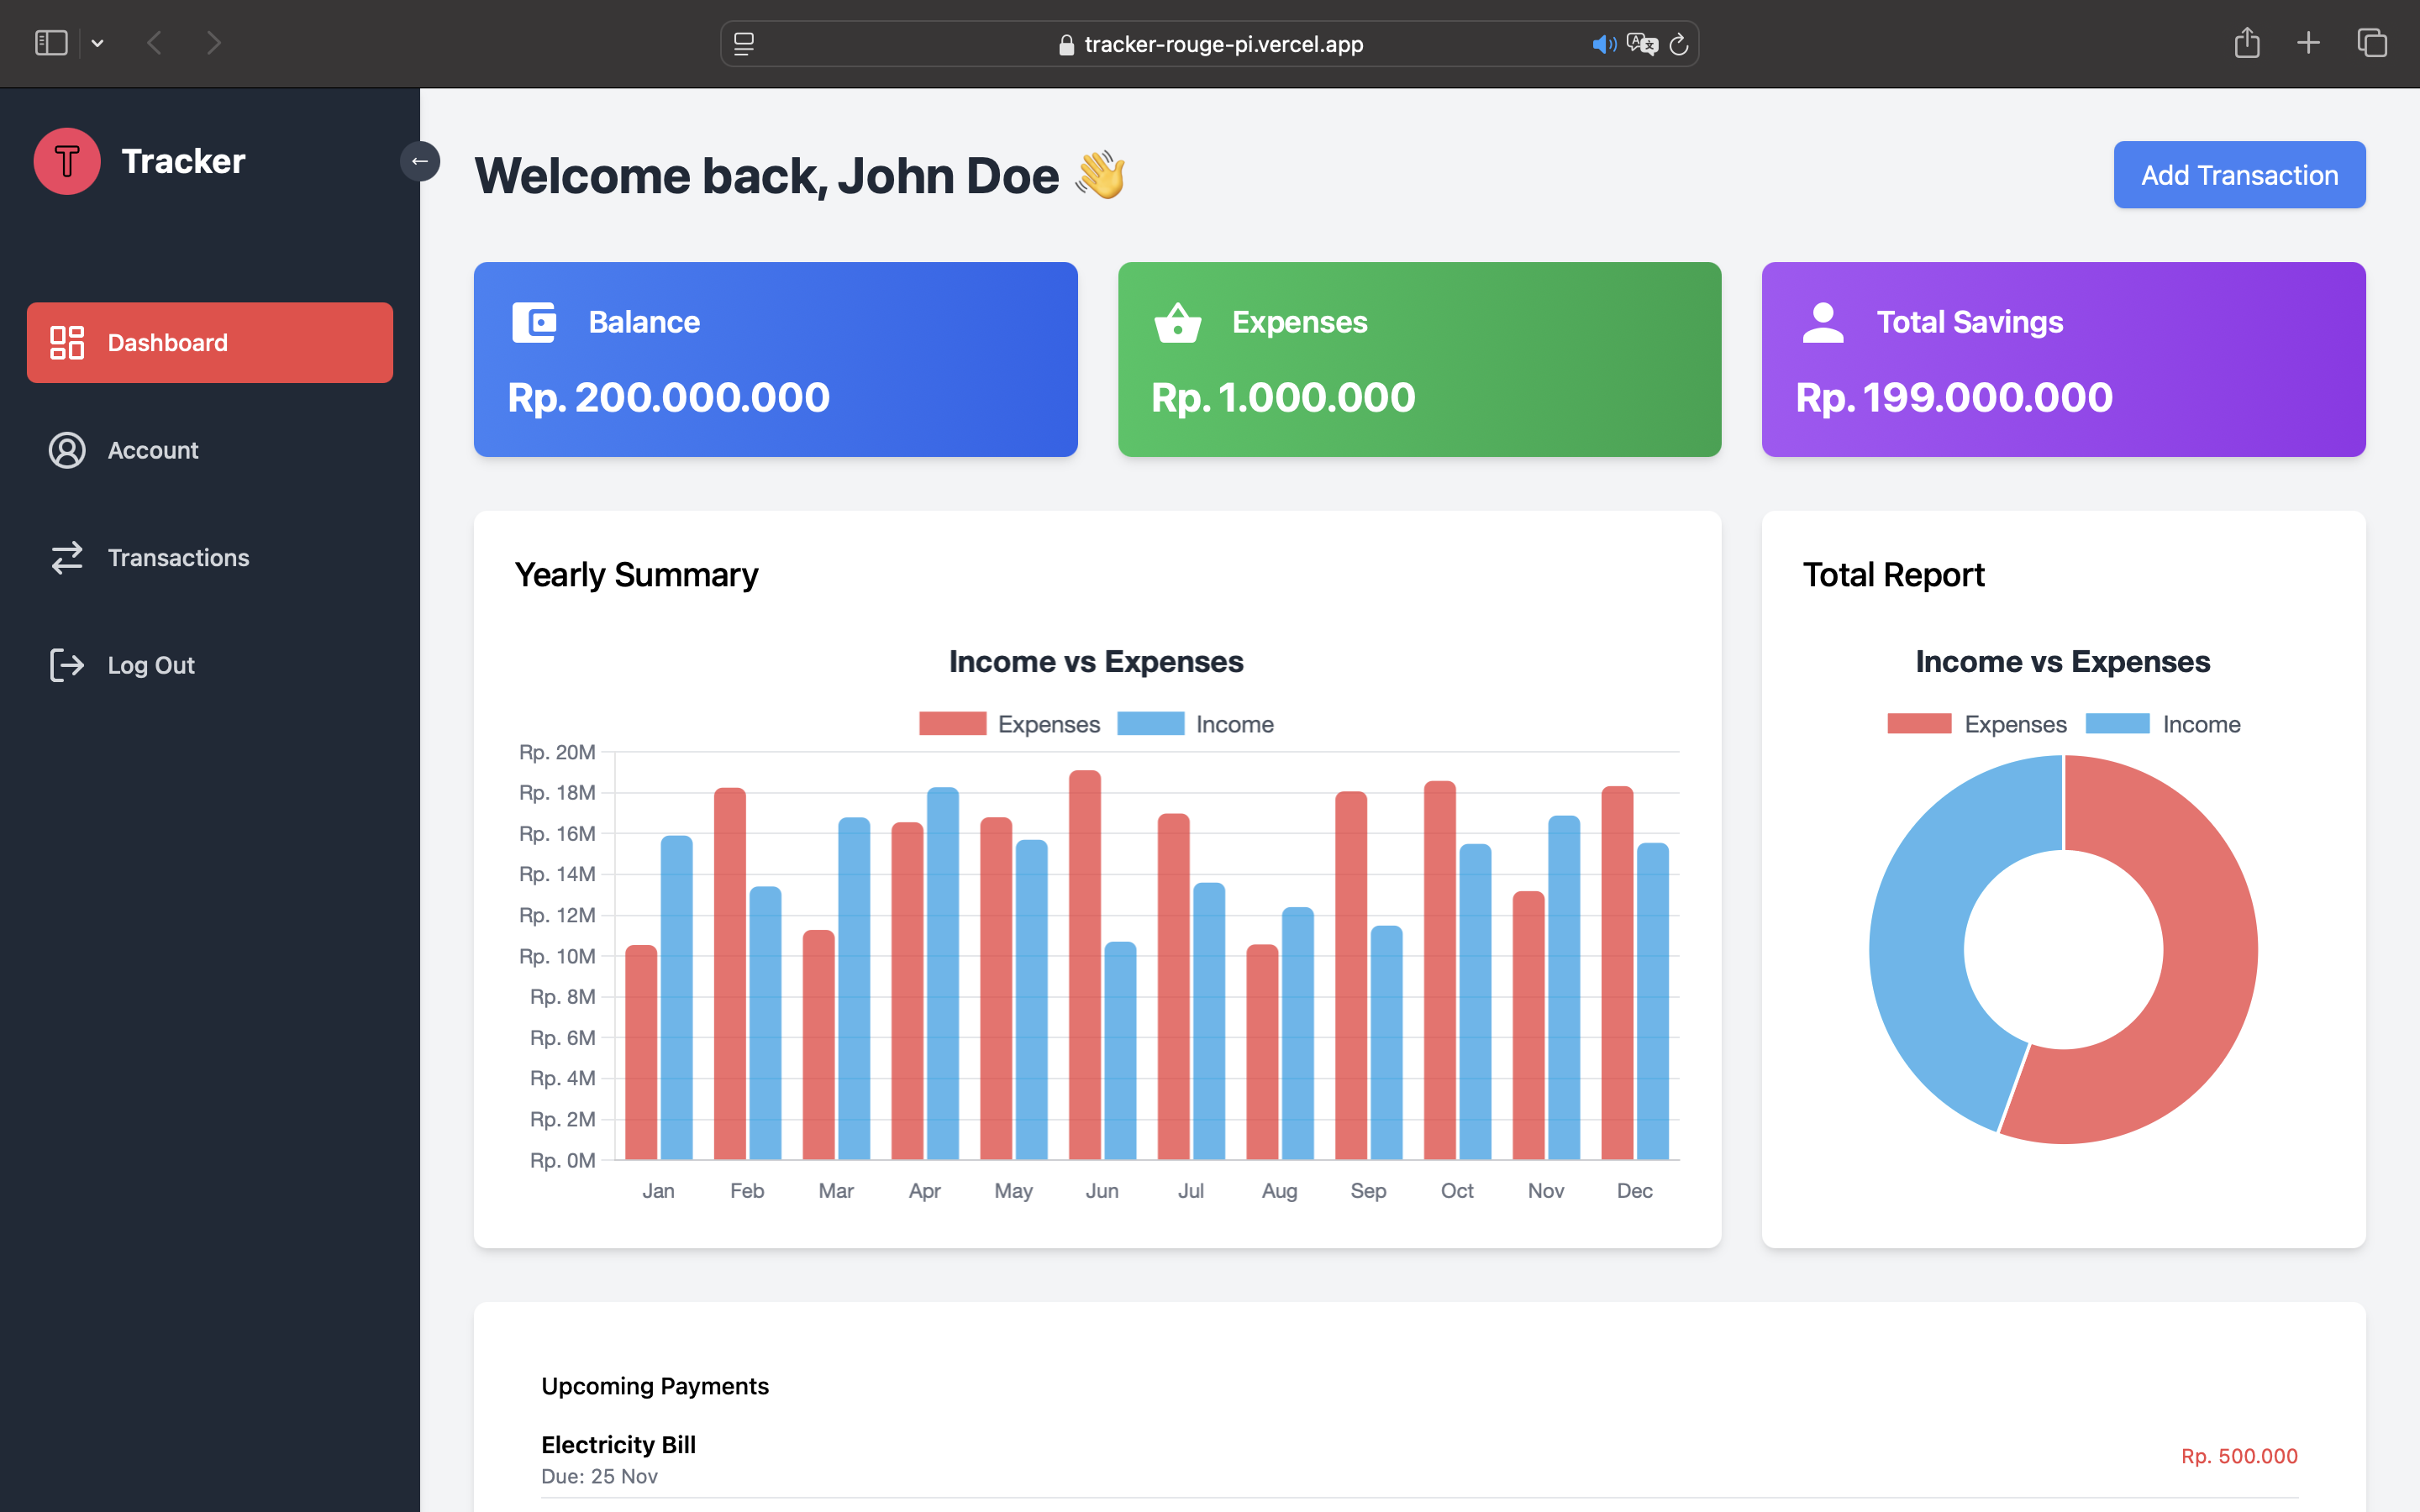 tracker-rouge-pi.vercel.app
T Tracker
Dashboard
Account
Transactions
Log Out
Welcome back, John Doe 👋
Add Transaction
Balance
Rp. 200.000.000
Expenses
Rp. 1.000.000
Total Savings
Rp. 199.000.000
Yearly Summary
Income vs Expenses
Expenses Income
Rp. 20M
Rp. 18M
Rp. 16M
Rp. 14M
Rp. 12M
Rp. 10M
Rp. 8M
Rp. 6M
Rp. 4M
Rp. 2M
Rp. 0M
Jan Feb Mar Apr May Jun Jul Aug Sep Oct Nov Dec
Total Report
Income vs Expenses
Expenses Income
Upcoming Payments
Electricity Bill
Due: 25 Nov
Rp. 500.000